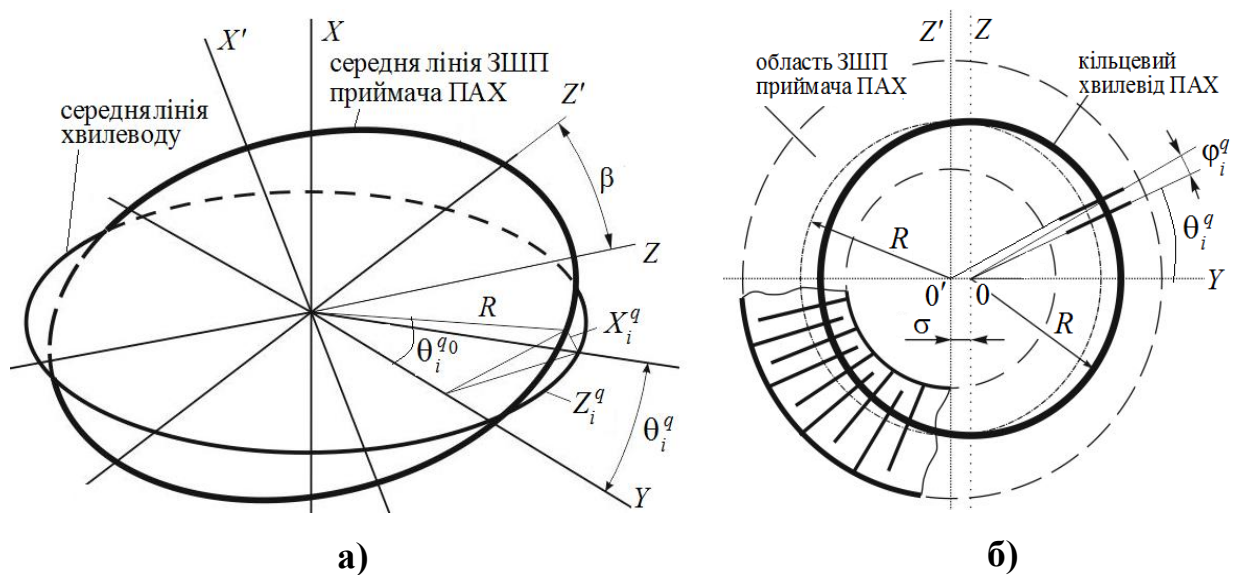 X'
X
середня лінія ЗШП
приймача ПАХ
Z'
середня лінія
хвилеводу
β
Z
R
X_i^q
θ_i^{q_0}
Z_i^q
θ_i^q
Y
а)
Z'
Z
область ЗШП
приймача ПАХ
кільцевий
хвилевід ПАХ
φ_i^q
θ_i^q
R
0'
0
Y
σ
R
б)